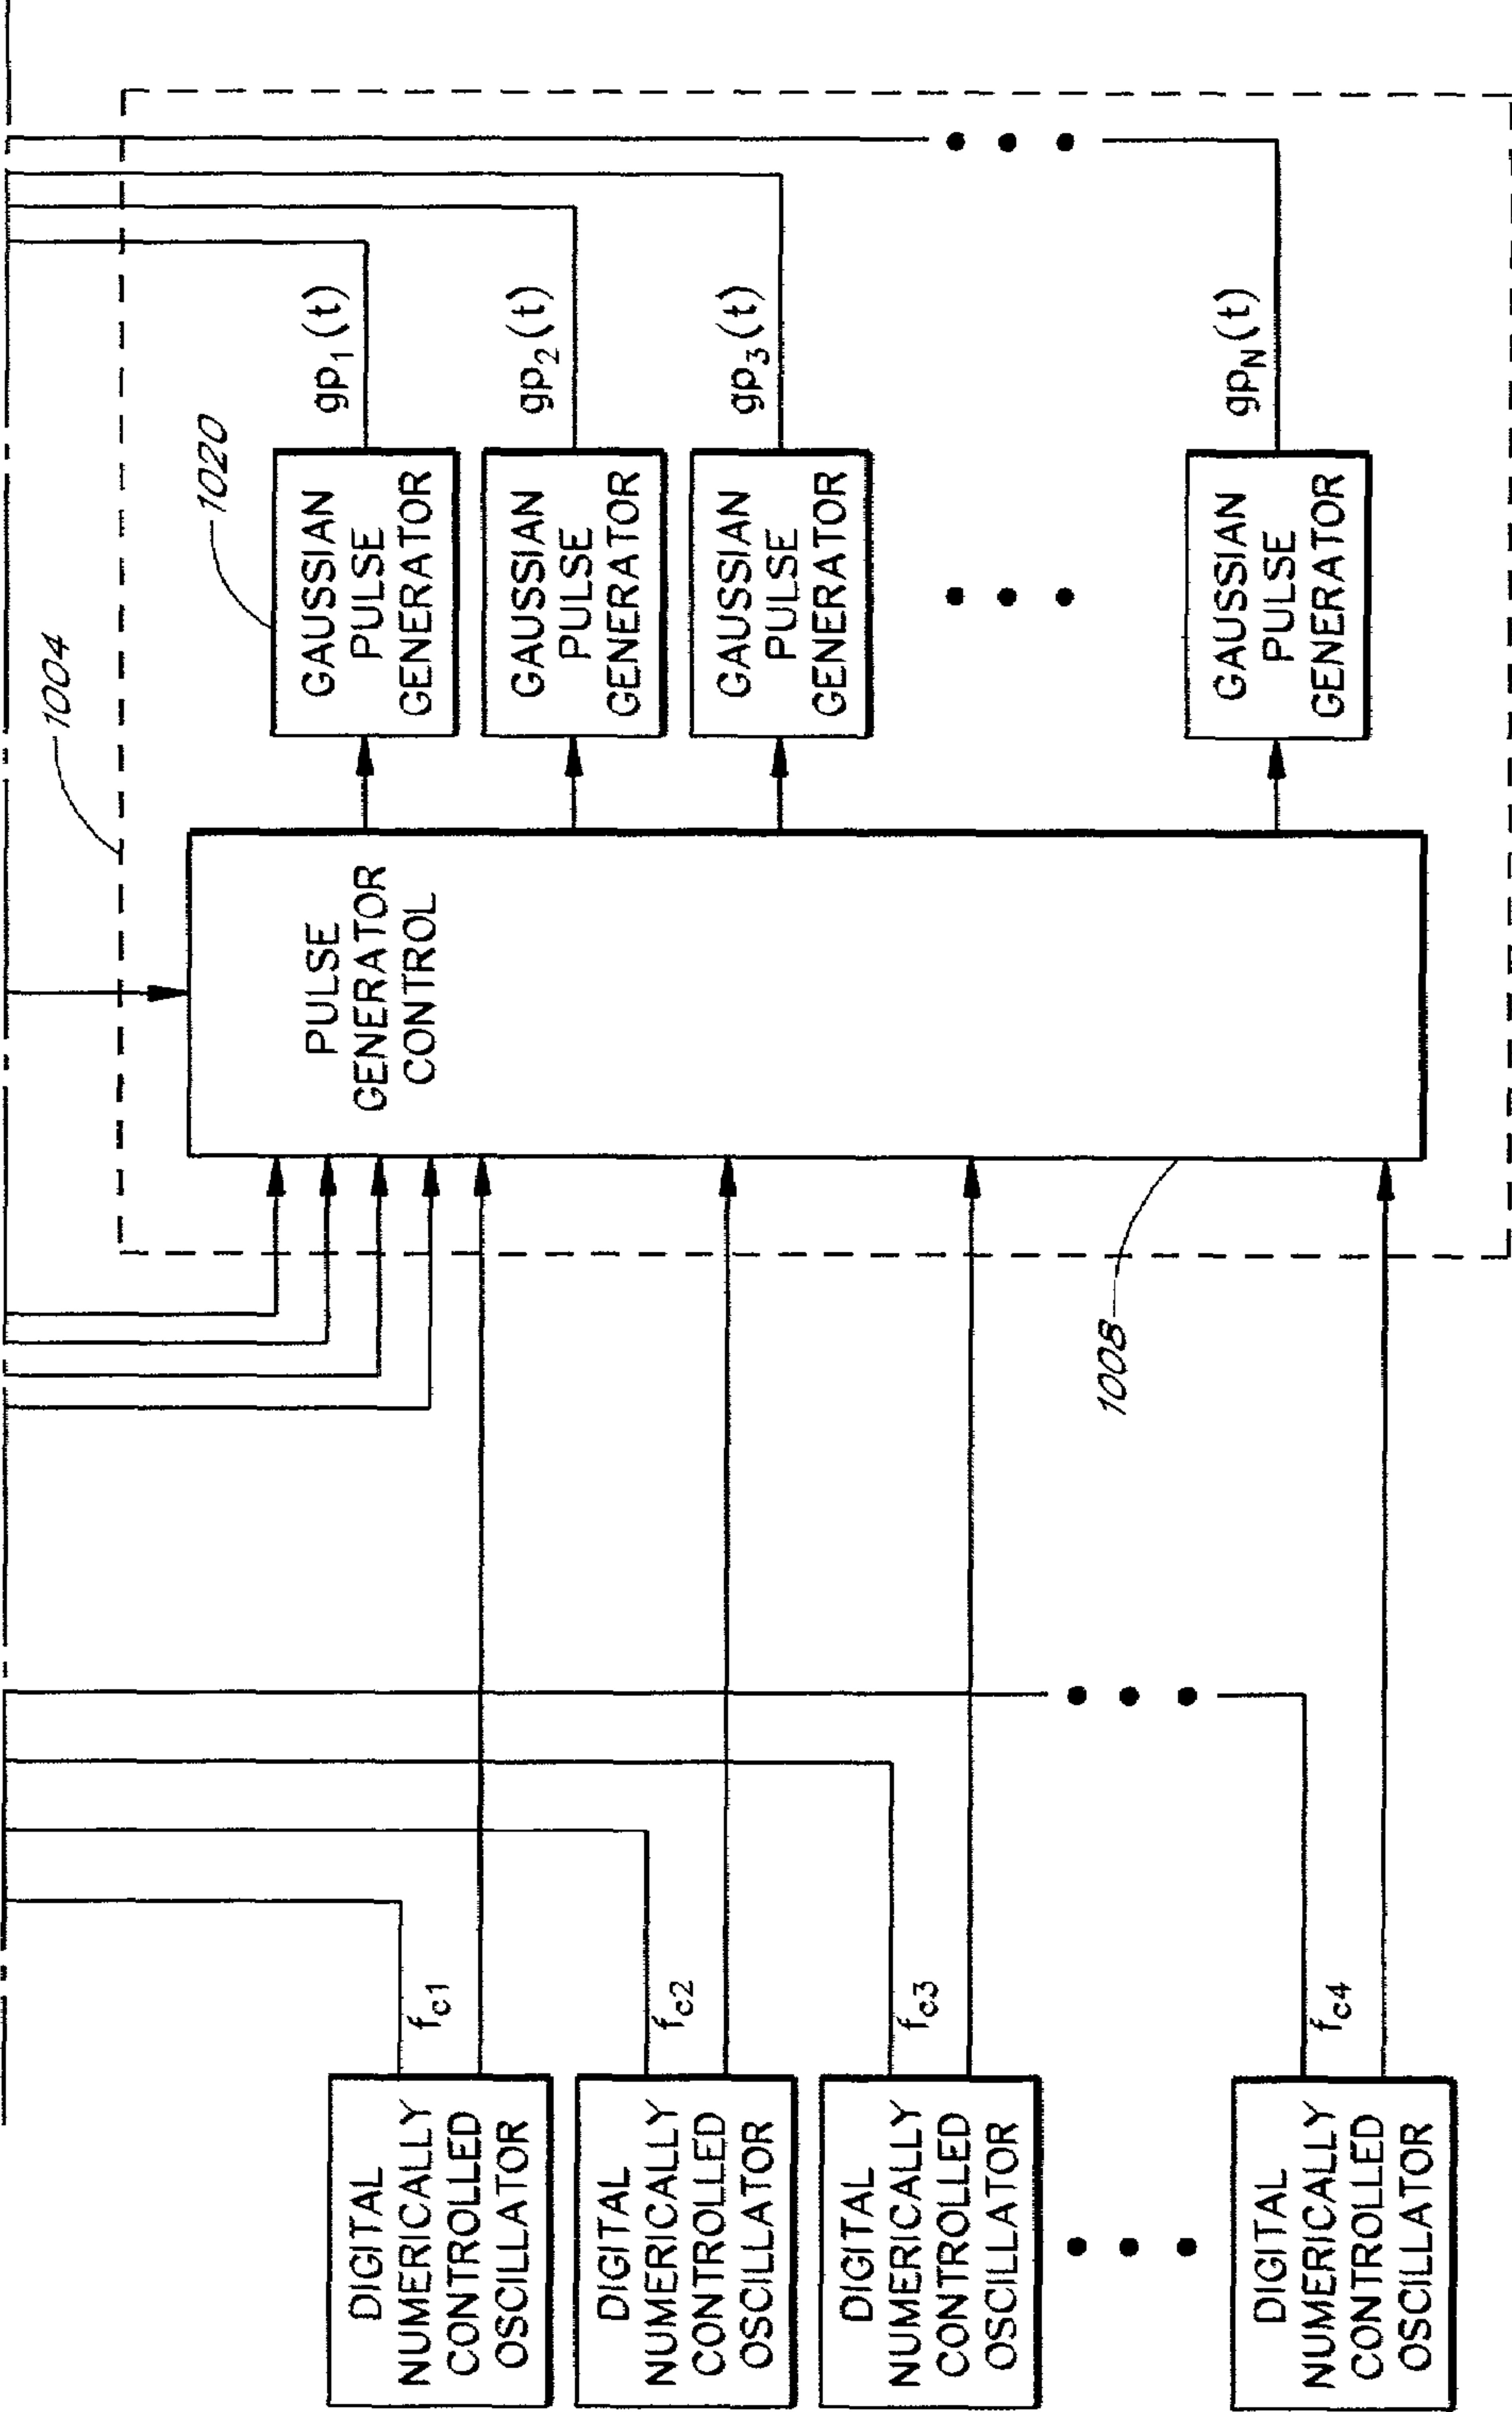 1004
1020
DIGITAL
NUMERICALLY
CONTROLLED
OSCILLATOR
fc1
PULSE
GENERATOR
CONTROL
GAUSSIAN
PULSE
GENERATOR
gp1(t)
DIGITAL
NUMERICALLY
CONTROLLED
OSCILLATOR
fc2
GAUSSIAN
PULSE
GENERATOR
gp2(t)
DIGITAL
NUMERICALLY
CONTROLLED
OSCILLATOR
fc3
GAUSSIAN
PULSE
GENERATOR
gp3(t)
1008
DIGITAL
NUMERICALLY
CONTROLLED
OSCILLATOR
fc4
GAUSSIAN
PULSE
GENERATOR
gpN(t)